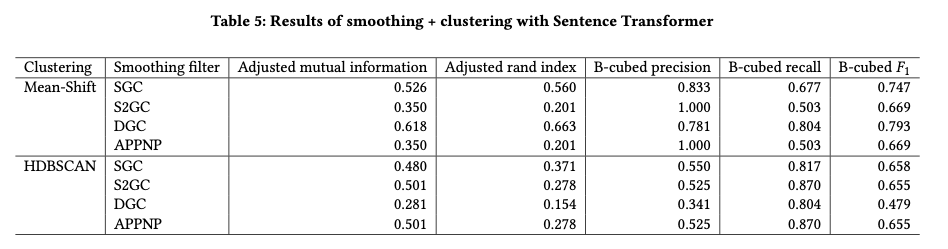 Table 5: Results of smoothing + clustering with Sentence Transformer
Clustering Smoothing filter Adjusted mutual information Adjusted rand index B-cubed precision B-cubed recall B-cubed F1
Mean-Shift SGC 0.526 0.560 0.833 0.677 0.747
S2GC 0.350 0.201 1.000 0.503 0.669
DGC 0.618 0.663 0.781 0.804 0.793
APPNP 0.350 0.201 1.000 0.503 0.669
HDBSCAN SGC 0.480 0.371 0.550 0.817 0.658
S2GC 0.501 0.278 0.525 0.870 0.655
DGC 0.281 0.154 0.341 0.804 0.479
APPNP 0.501 0.278 0.525 0.870 0.655